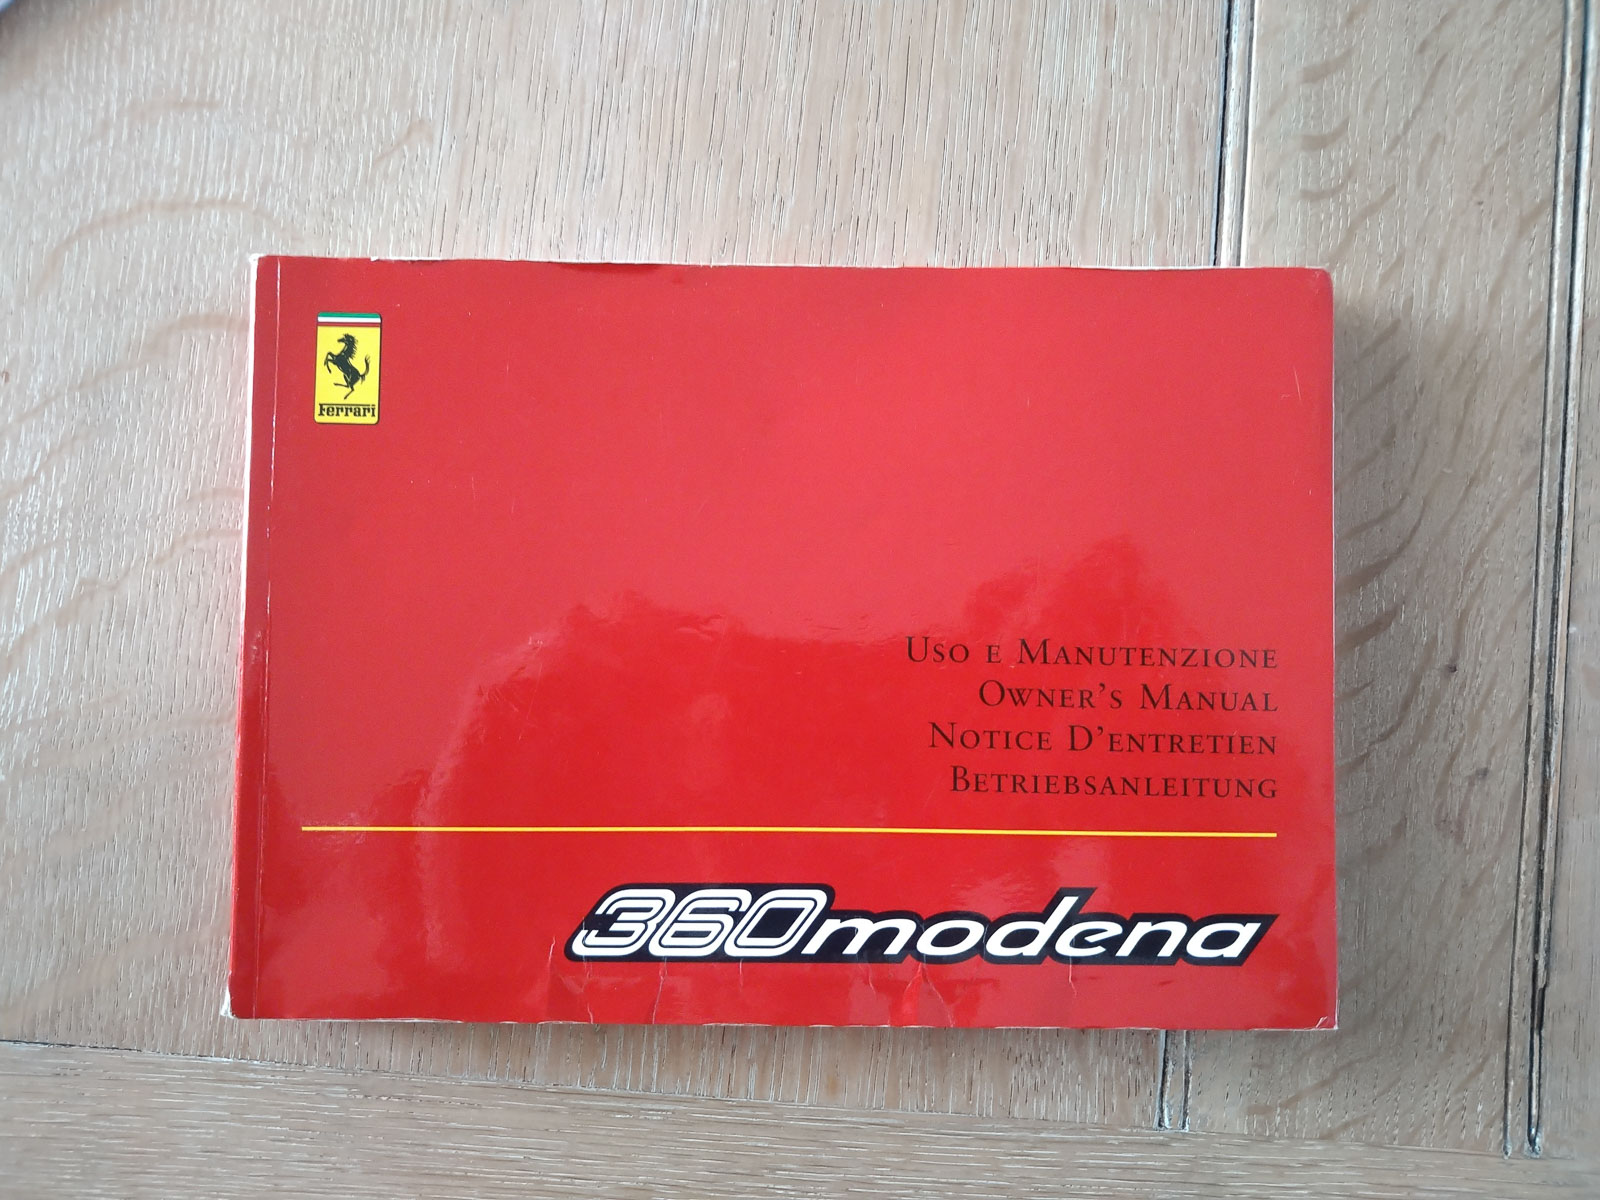 Ferrari
USO E MANUTENZIONE
OWNER'S MANUAL
NOTICE D'ENTRETIEN
BETRIEBSANLEITUNG
360modena